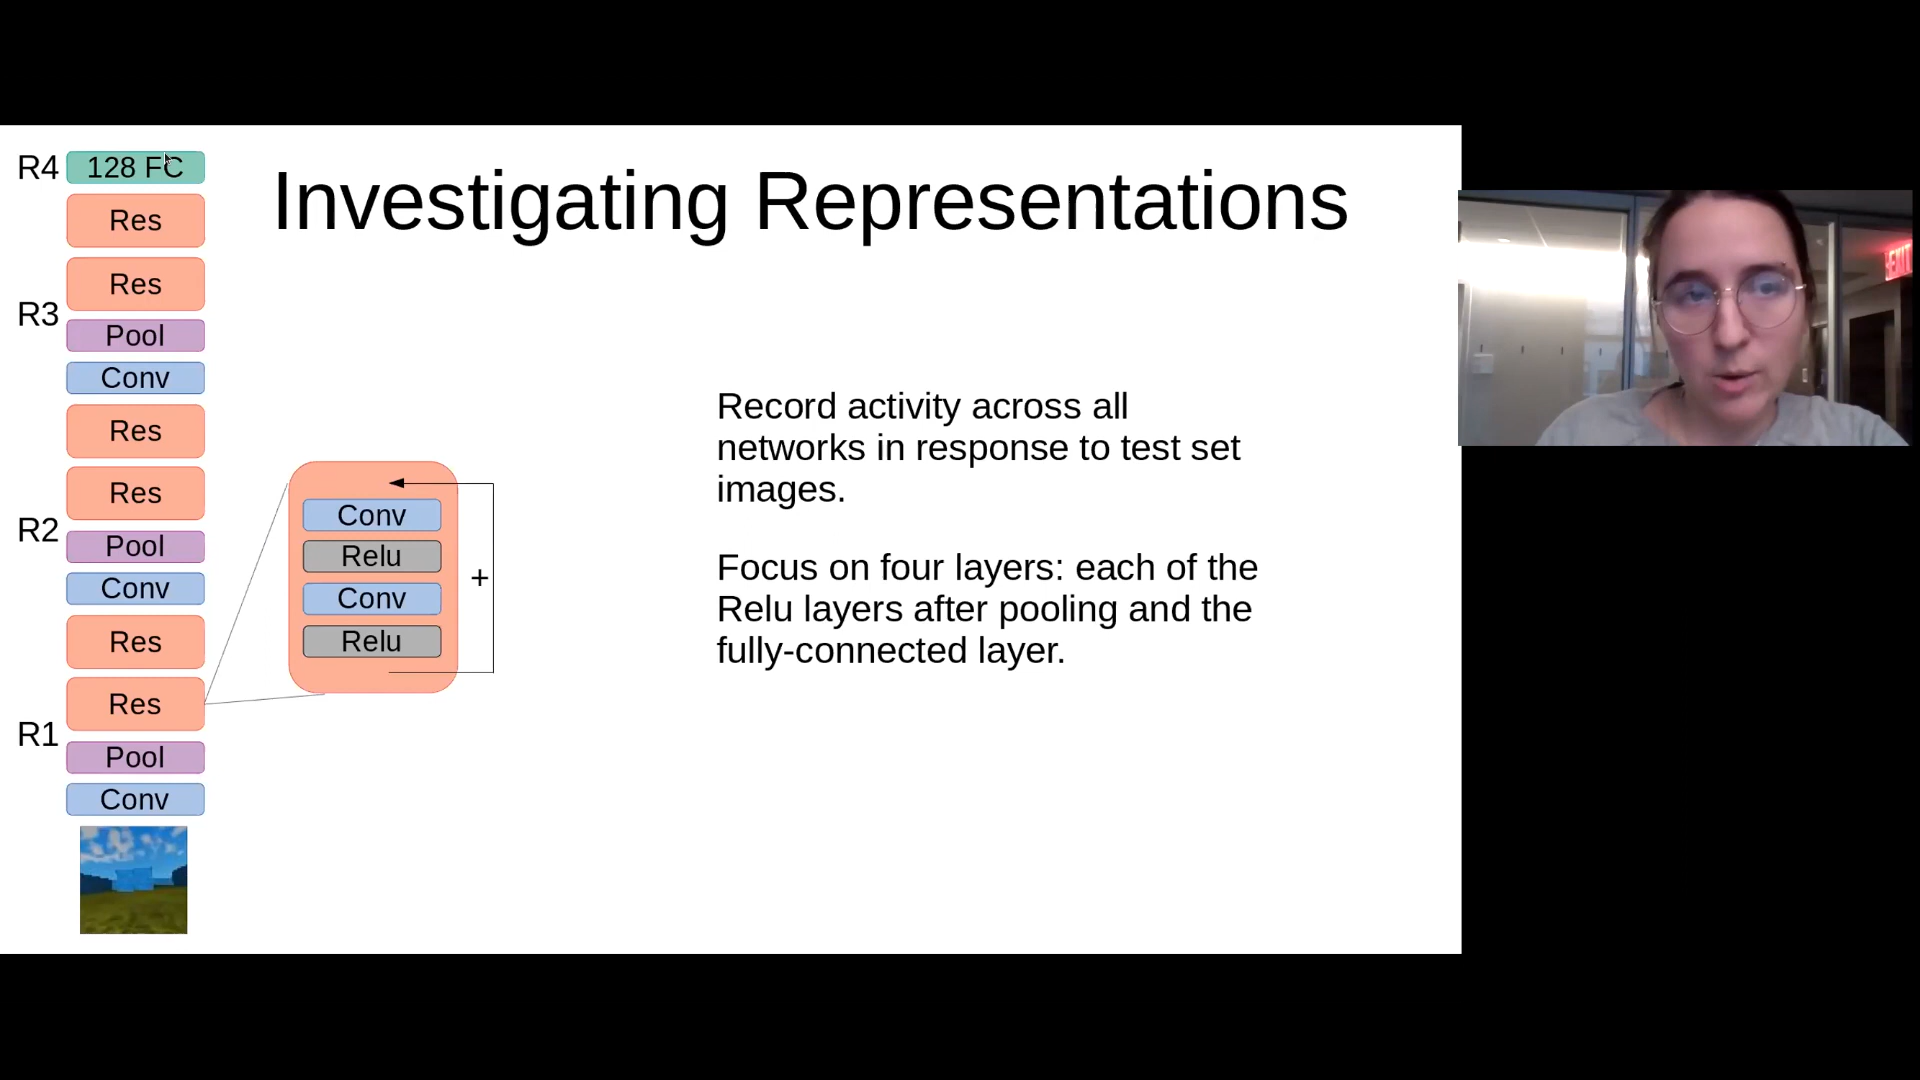 Investigating Representations
R4
128 FC
Res
Res
R3
Pool
Conv
Res
Res
R2
Pool
Conv
Res
Res
R1
Pool
Conv
Conv
Relu
Conv
Relu
+
Record activity across all
networks in response to test set
images.
Focus on four layers: each of the
Relu layers after pooling and the
fully-connected layer.
EXIT